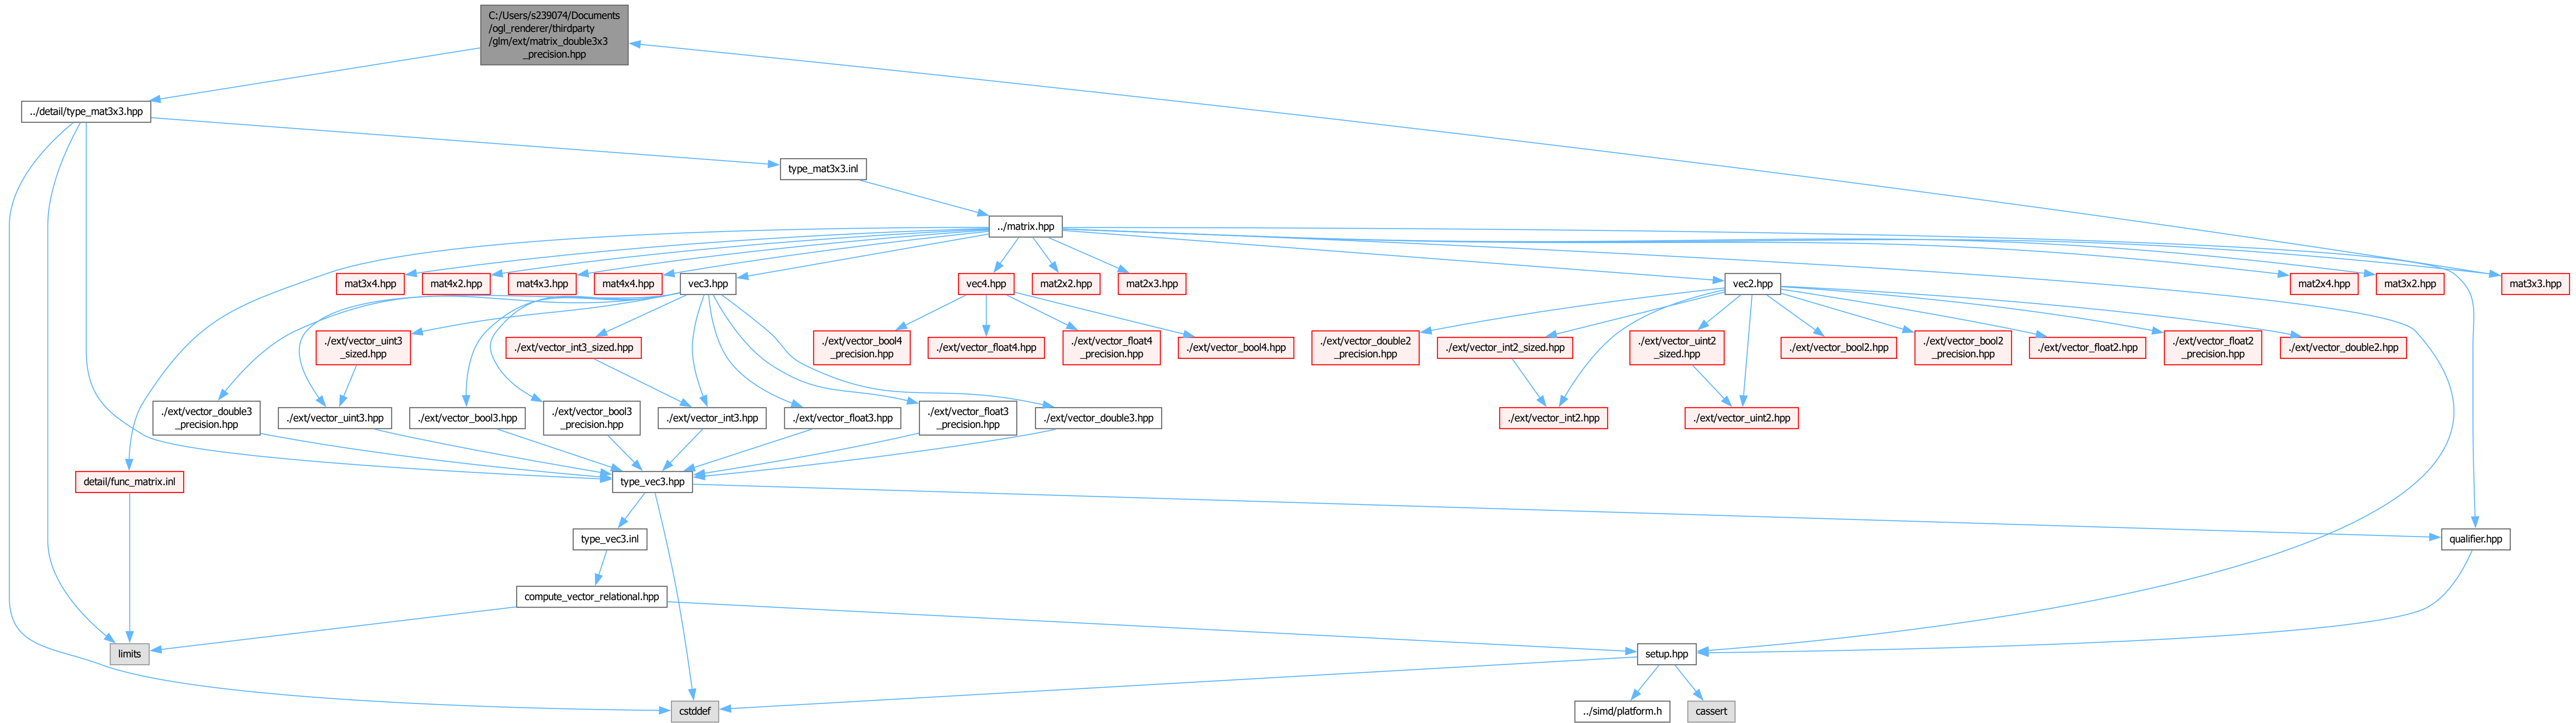 C:/Users/s239074/Documents
/ogl_renderer/thirdparty
/glm/ext/matrix_double3x3
_precision.hpp
../detail/type_mat3x3.hpp
type_mat3x3.inl
../matrix.hpp
mat3x4.hpp
mat4x2.hpp
mat4x3.hpp
mat4x4.hpp
vec3.hpp
vec4.hpp
mat2x2.hpp
mat2x3.hpp
vec2.hpp
mat2x4.hpp
mat3x2.hpp
mat3x3.hpp
./ext/vector_uint3
_sized.hpp
./ext/vector_int3_sized.hpp
./ext/vector_bool4
_precision.hpp
./ext/vector_float4.hpp
./ext/vector_float4
_precision.hpp
./ext/vector_bool4.hpp
./ext/vector_double2
_precision.hpp
./ext/vector_int2_sized.hpp
./ext/vector_uint2
_sized.hpp
./ext/vector_bool2.hpp
./ext/vector_bool2
_precision.hpp
./ext/vector_float2.hpp
./ext/vector_float2
_precision.hpp
./ext/vector_double2.hpp
./ext/vector_double3
_precision.hpp
./ext/vector_uint3.hpp
./ext/vector_bool3.hpp
./ext/vector_bool3
_precision.hpp
./ext/vector_int3.hpp
./ext/vector_float3.hpp
./ext/vector_float3
_precision.hpp
./ext/vector_double3.hpp
./ext/vector_int2.hpp
./ext/vector_uint2.hpp
detail/func_matrix.inl
type_vec3.hpp
type_vec3.inl
qualifier.hpp
compute_vector_relational.hpp
limits
setup.hpp
cstddef
../simd/platform.h
cassert